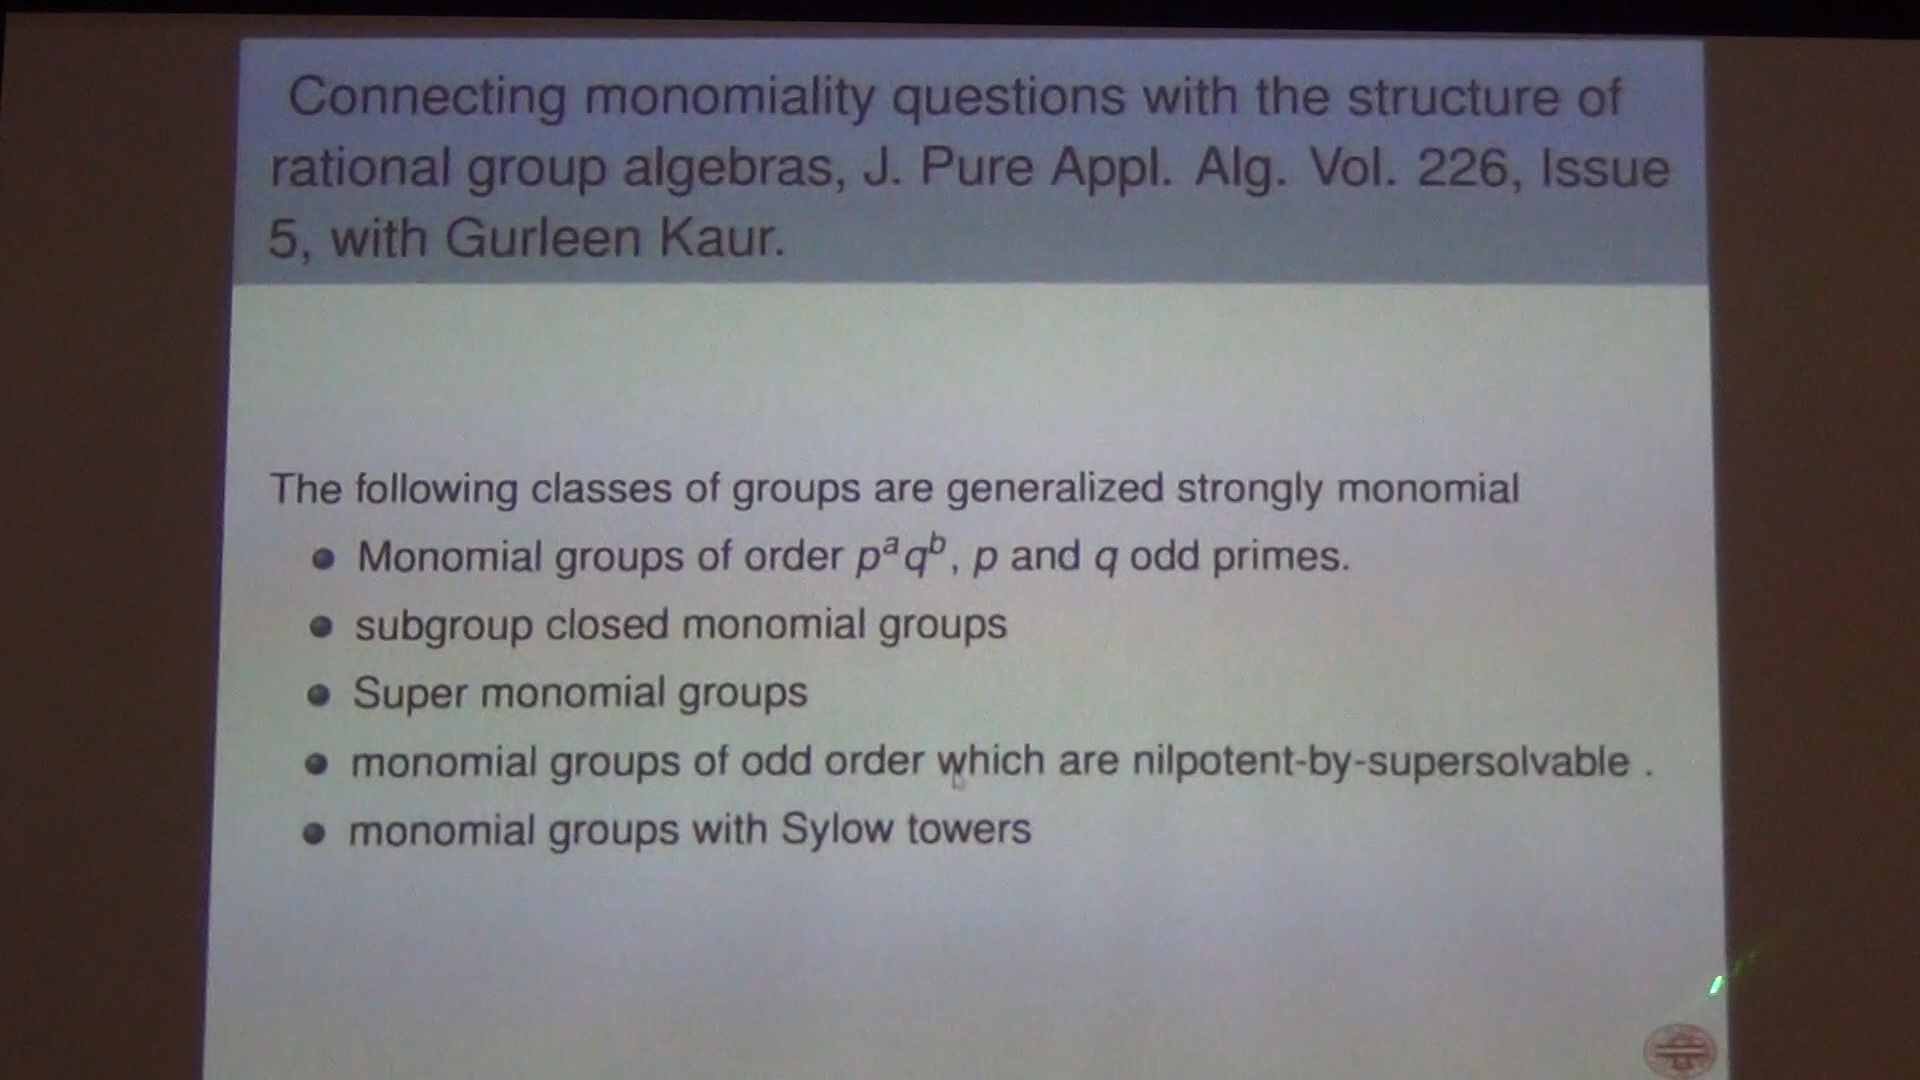 Connecting monomiality questions with the structure of
rational group algebras, J. Pure Appl. Alg. Vol. 226, Issue
5, with Gurleen Kaur.
The following classes of groups are generalized strongly monomial
Monomial groups of order pᵃqᵇ, p and q odd primes.
subgroup closed monomial groups
Super monomial groups
monomial groups of odd order which are nilpotent-by-supersolvable .
monomial groups with Sylow towers